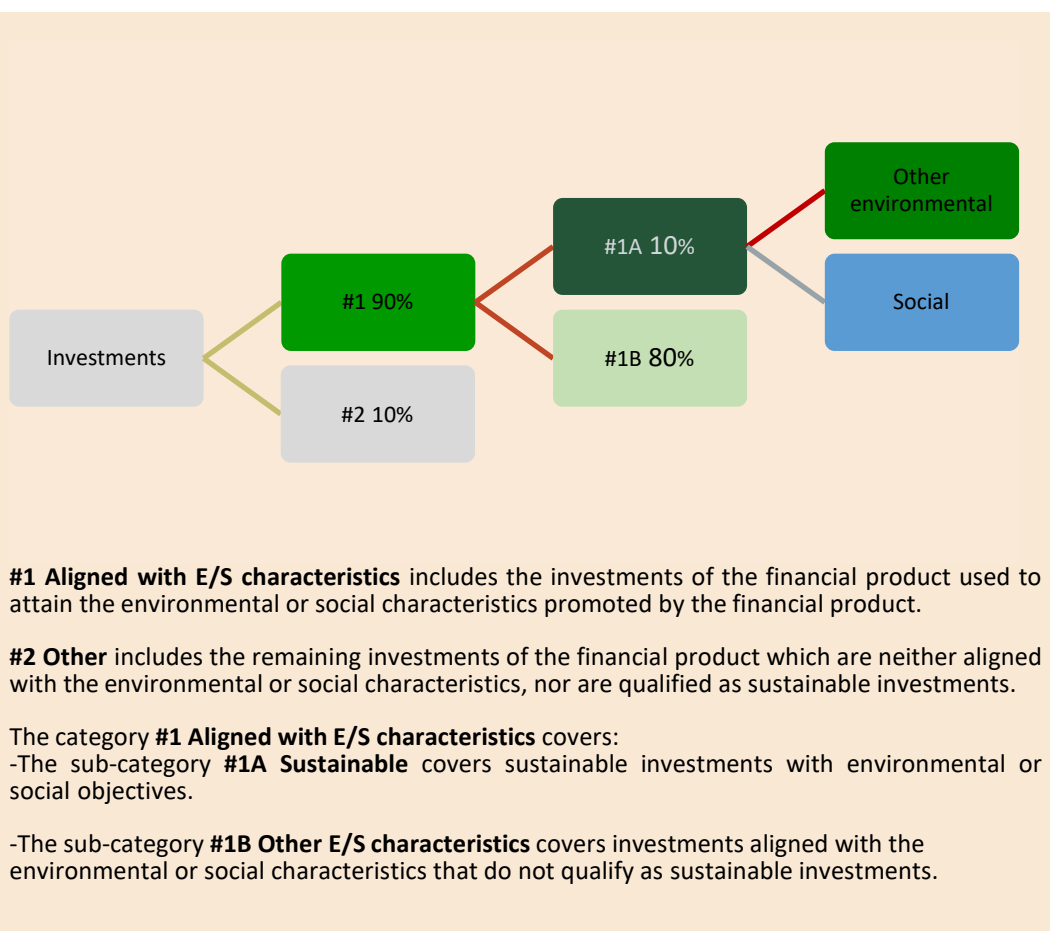 Other
environmental
#1A 10%
#1 90%
Social
Investments
#1B 80%
#2 10%
#1 Aligned with E/S characteristics includes the investments of the financial product used to
attain the environmental or social characteristics promoted by the financial product.
#2 Other includes the remaining investments of the financial product which are neither aligned
with the environmental or social characteristics, nor are qualified as sustainable investments.
The category #1 Aligned with E/S characteristics covers:
-The sub-category #1A Sustainable covers sustainable investments with environmental or
social objectives.
-The sub-category #1B Other E/S characteristics covers investments aligned with the
environmental or social characteristics that do not qualify as sustainable investments.